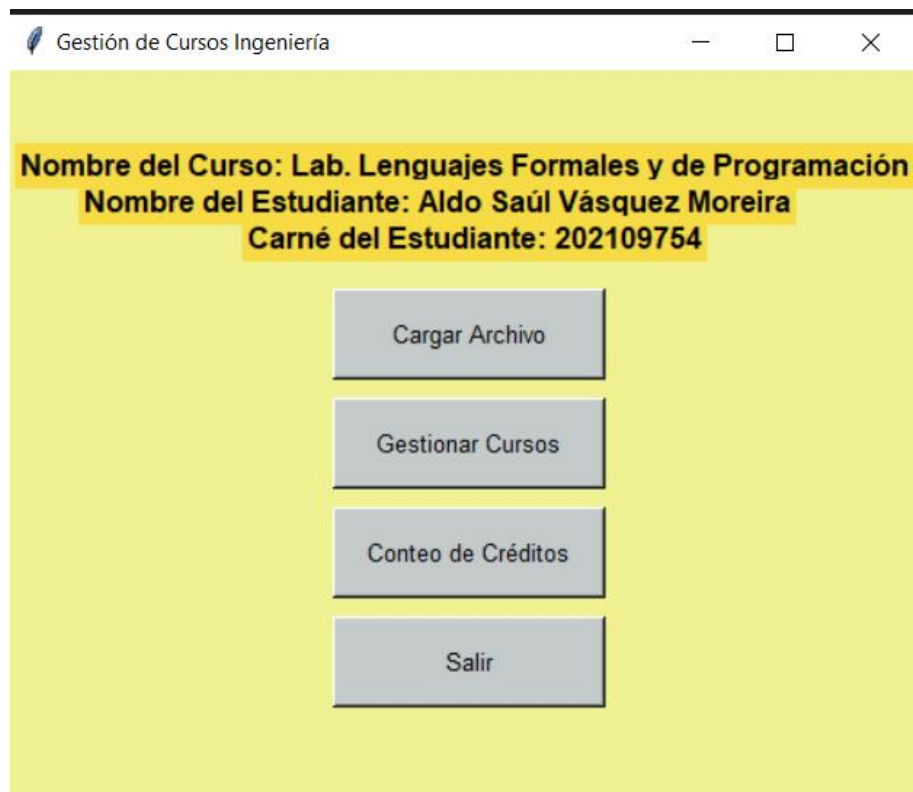 Gestión de Cursos Ingeniería
Nombre del Curso: Lab. Lenguajes Formales y de Programación
Nombre del Estudiante: Aldo Saúl Vásquez Moreira
Carné del Estudiante: 202109754
Cargar Archivo
Gestionar Cursos
Conteo de Créditos
Salir